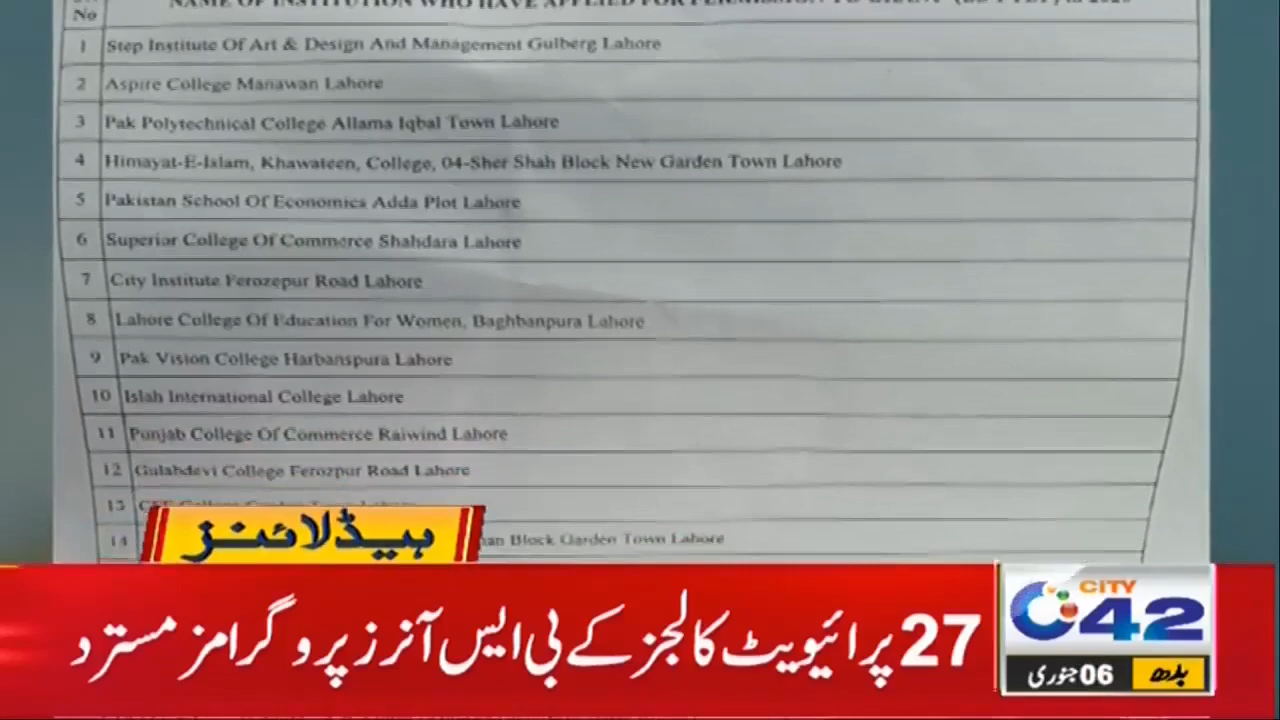 No
1 Step Institute Of Art & Design And Management Gulberg Lahore
2 Aspire College Manawan Lahore
3 Pak Polytechnical College Allama Iqbal Town Lahore
4 Himayat-E-Islam, Khawateen, College, 04-Sher Shah Block New Garden Town Lahore
5 Pakistan School Of Economics Adda Plot Lahore
6 Superior College Of Commerce Shahdara Lahore
7 City Institute Ferozepur Road Lahore
8 Lahore College Of Education For Women, Baghbanpura Lahore
9 Pak Vision College Harbanspura Lahore
10 Islah International College Lahore
11 Punjab College Of Commerce Raiwind Lahore
12 Gulabdevi College Ferozpur Road Lahore
13
14 Block Garden Town Lahore
ہیڈلائنز
27 پرائیویٹ کالجز کے بی ایس آنرز پروگرامز مسترد
CITY
42
بدھ 06 جنوری